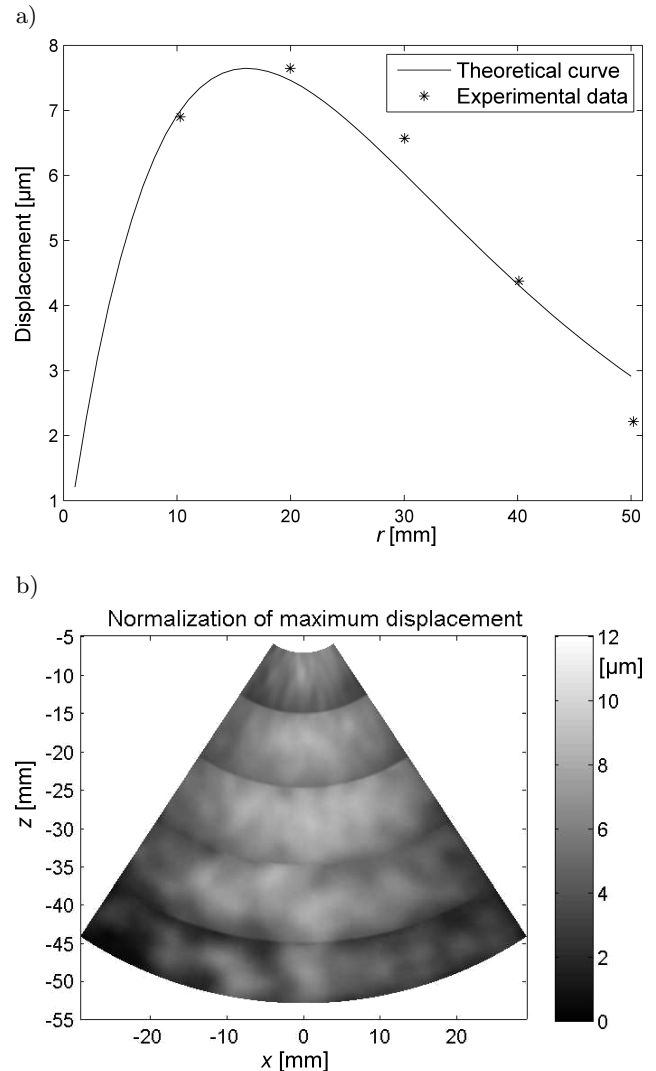 a)
8
7
6
5
4
3
2
1
Displacement [µm]
Theoretical curve
Experimental data
0 10 20 30 40 50
r [mm]
b)
Normalization of maximum displacement
-5
-10
-15
-20
-25
-30
-35
-40
-45
-50
-55
z [mm]
-20 -10 0 10 20
x [mm]
12
[µm]
10
8
6
4
2
0